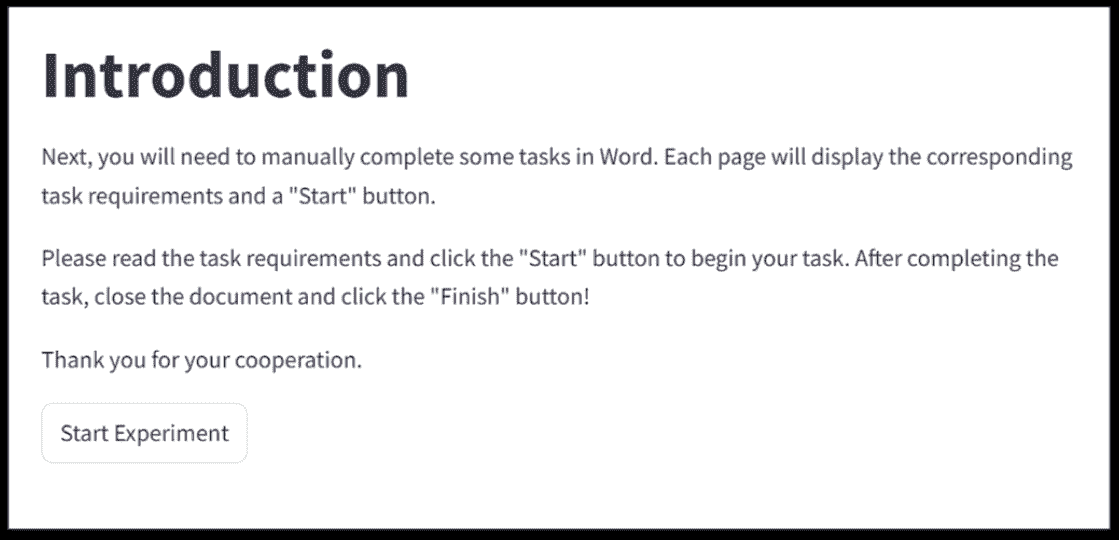 Introduction
Next, you will need to manually complete some tasks in Word. Each page will display the corresponding
task requirements and a "Start" button.
Please read the task requirements and click the "Start" button to begin your task. After completing the
task, close the document and click the "Finish" button!
Thank you for your cooperation.
Start Experiment